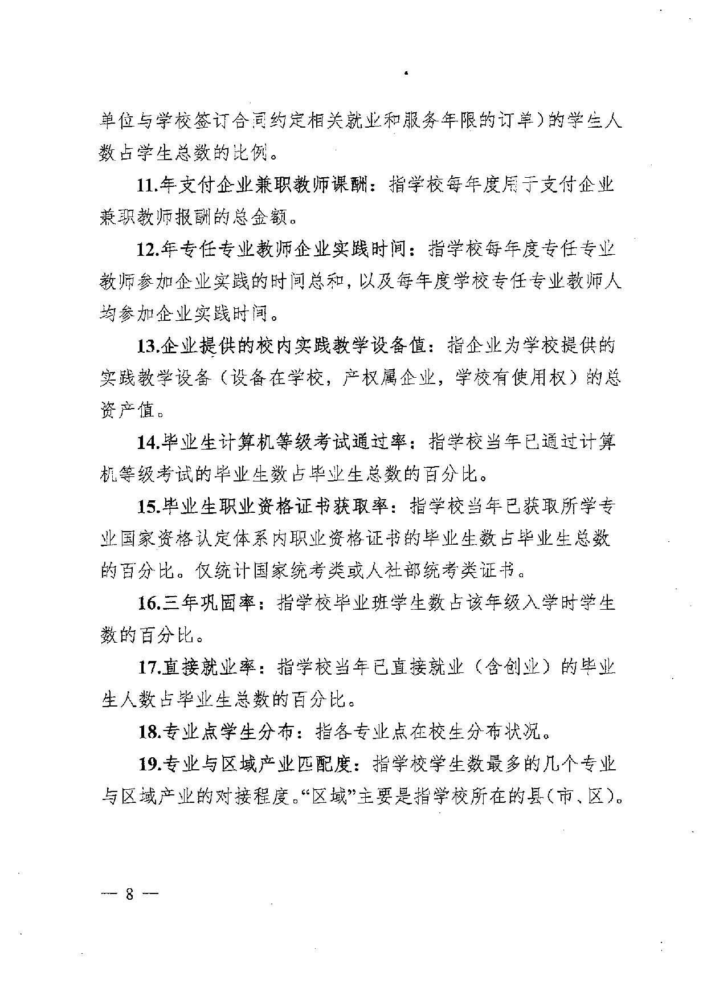 单位与学校签订合同约定相关就业和服务年限的订单）的学生人
数占学生总数的比例。
11.年支付企业兼职教师课酬：指学校每年度用于支付企业
兼职教师报酬的总金额。
12.年专任专业教师企业实践时间：指学校每年度专任专业
教师参加企业实践的时间总和，以及每年度学校专任专业教师人
均参加企业实践时间。
13.企业提供的校内实践教学设备值：指企业为学校提供的
实践教学设备（设备在学校，产权属企业，学校有使用权）的总
资产值。
14.毕业生计算机等级考试通过率：指学校当年已通过计算
机等级考试的毕业生数占毕业生总数的百分比。
15.毕业生职业资格证书获取率：指学校当年已获取所学专
业国家资格认定体系内职业资格证书的毕业生数占毕业生总数
的百分比。仅统计国家统考类或人社部统考类证书。
16.三年巩固率：指学校毕业班学生数占该年级入学时学生
数的百分比。
17.直接就业率：指学校当年已直接就业（含创业）的毕业
生人数占毕业生总数的百分比。
18.专业点学生分布：指各专业点在校生分布状况。
19.专业与区域产业匹配度：指学校学生数最多的几个专业
与区域产业的对接程度。“区域”主要是指学校所在的县（市、区）。
— 8 —